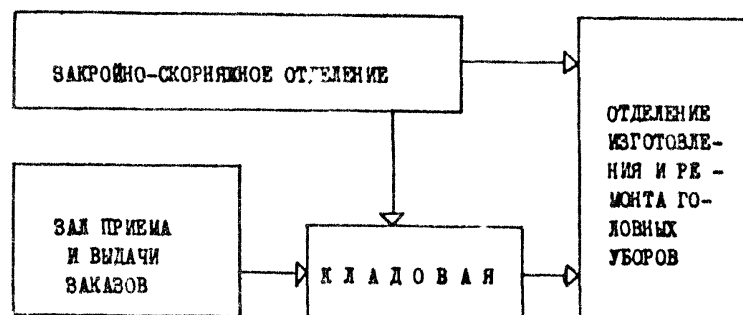 ЗАКРОЙНО-СКОРНЯЖНОЕ ОТДЕЛЕНИЕ
ЗАЛ ПРИЕМА
И ВЫДАЧИ
ЗАКАЗОВ
К Л А Д О В А Я
ОТДЕЛЕНИЕ
ИЗГОТОВЛЕ-
НИЯ И РЕ-
МОНТА ГО-
ЛОВНЫХ
УБОРОВ